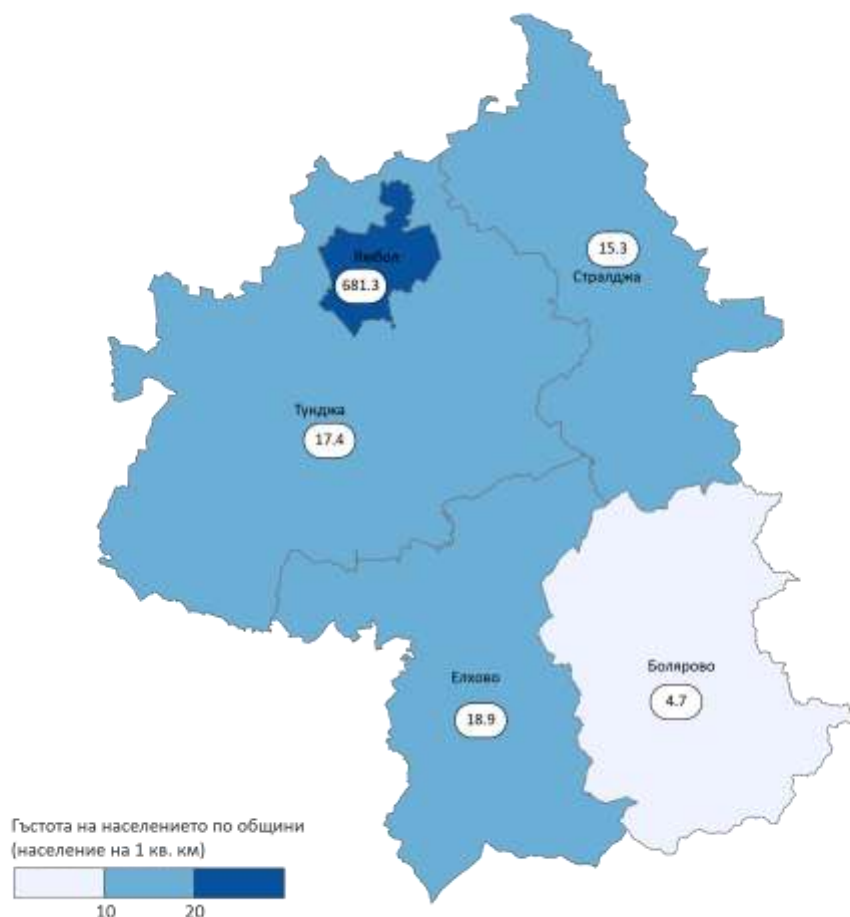 Ямбол
681.3
15.3
Стралджа
Тунджа
17.4
Елхово
18.9
Болярово
4.7
Гъстота на населението по общини
(население на 1 кв. км)
10 20